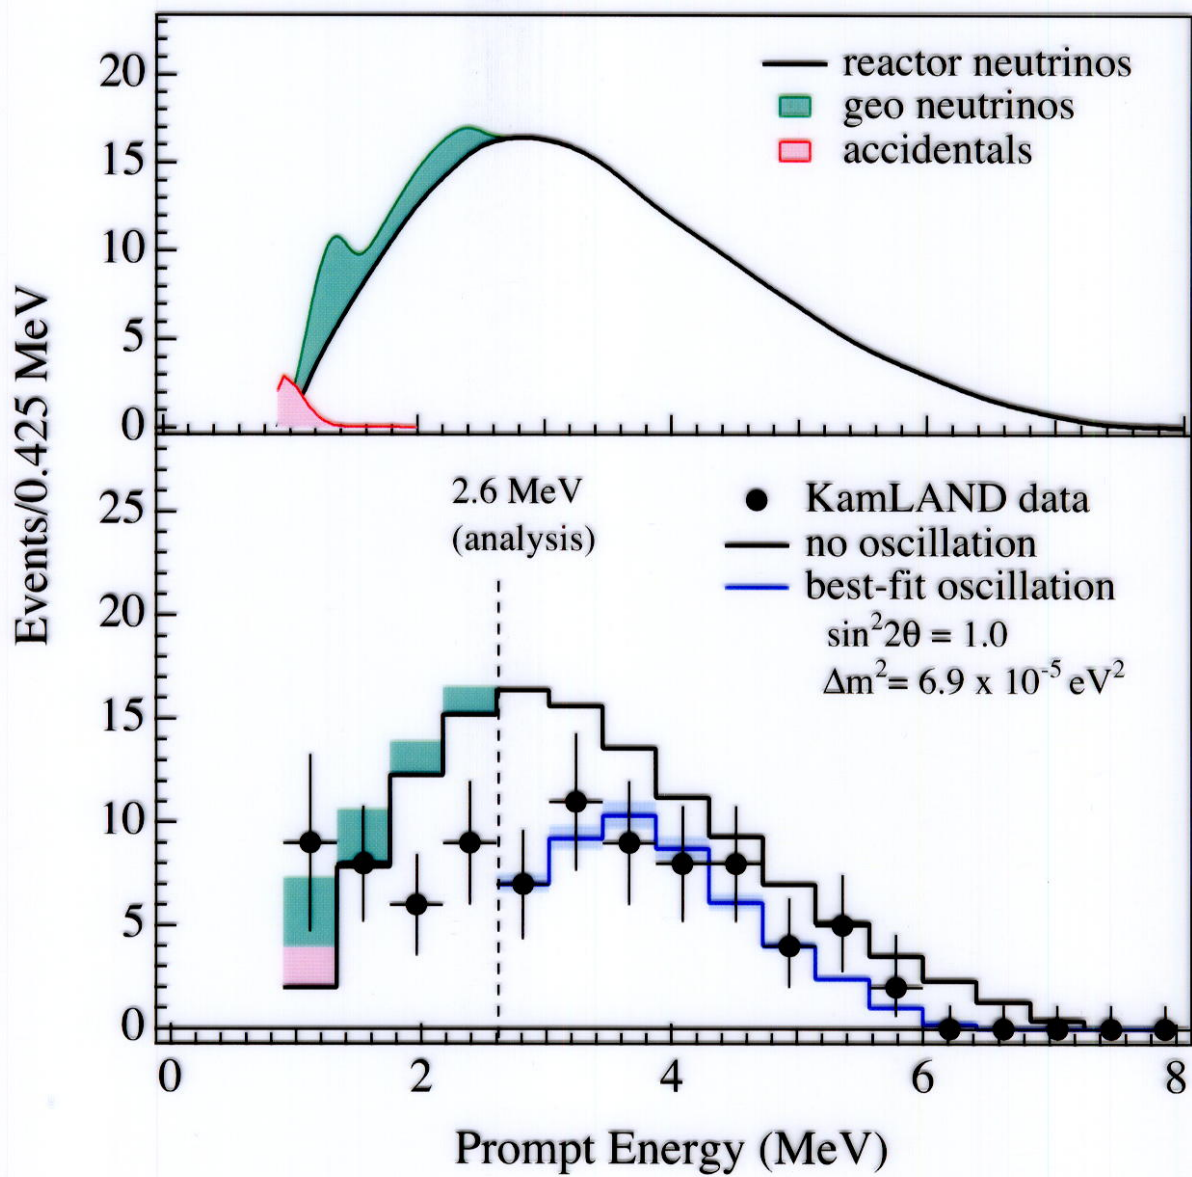 20
15
10
5
0
reactor neutrinos
geo neutrinos
accidentals
Events/0.425 MeV
25
20
15
10
5
0
2.6 MeV
(analysis)
KamLAND data
no oscillation
best-fit oscillation
sin²2θ = 1.0
Δm²= 6.9 x 10⁻⁵ eV²
0 2 4 6 8
Prompt Energy (MeV)